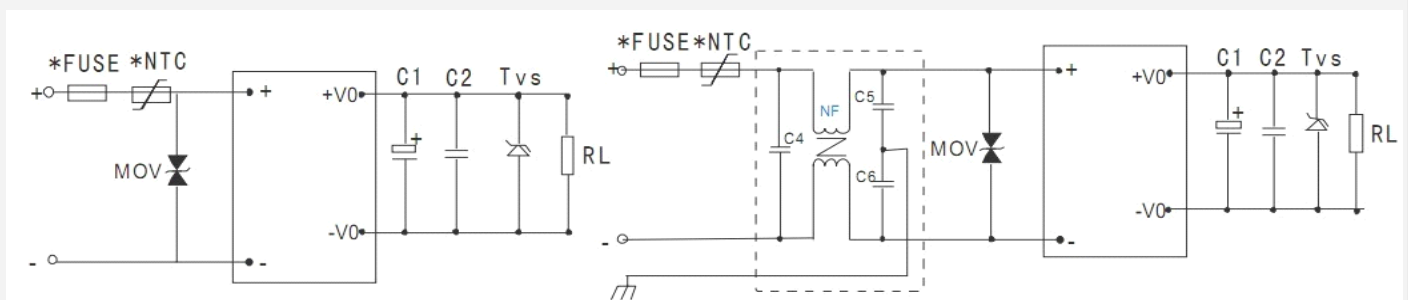 *FUSE *NTC
C1 C2 Tvs
+ + +V0
+
MOV
RL
-V0
- -
*FUSE*NTC
C1 C2 Tvs
+ C5 + +V0
NF
+
C4 MOV RL
C6
-V0
- -